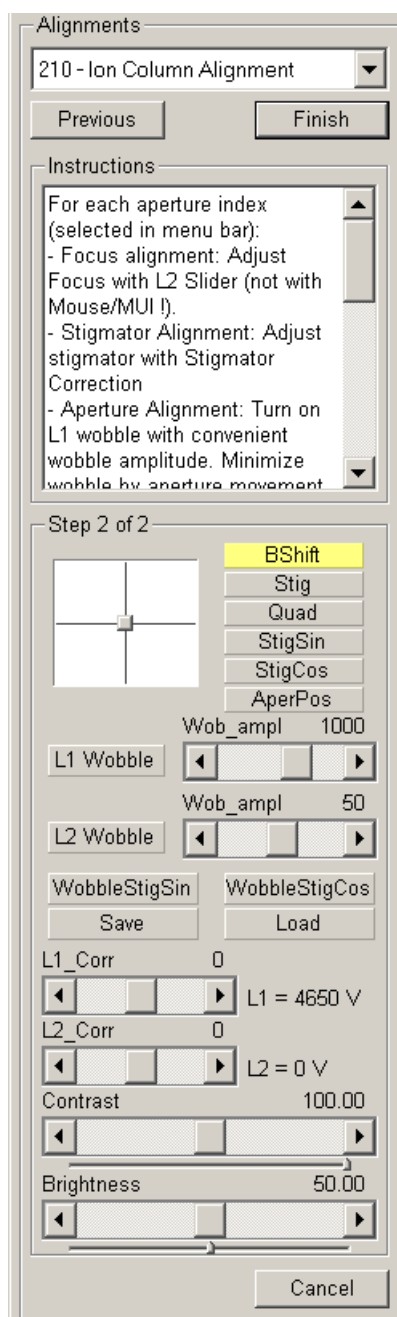 Alignments
210 - Ion Column Alignment
Previous
Finish
Instructions
For each aperture index
(selected in menu bar):
- Focus alignment: Adjust
Focus with L2 Slider (not with
Mouse/MUI !).
- Stigmator Alignment: Adjust
stigmator with Stigmator
Correction
- Aperture Alignment: Turn on
L1 wobble with convenient
wobble amplitude. Minimize
wobble by aperture movement
Step 2 of 2
BShift
Stig
Quad
StigSin
StigCos
AperPos
Wob_ampl 1000
L1 Wobble
Wob_ampl 50
L2 Wobble
WobbleStigSin WobbleStigCos
Save Load
L1_Corr 0
L1 = 4650 V
L2_Corr 0
L2 = 0 V
Contrast 100.00
Brightness 50.00
Cancel